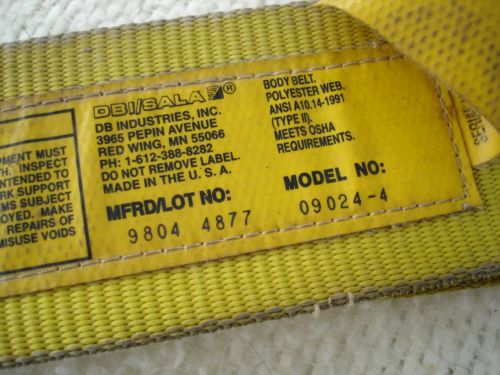 PMENT MUST
TH. INSPECT
NTENDED TO
RK SUPPORT
MS SUBJECT
OYED. MAKE
REPAIRS OF
MISUSE VOIDS
DBI/SALA ®
DB INDUSTRIES, INC.
3965 PEPIN AVENUE
RED WING, MN 55066
PH: 1-612-388-8282
DO NOT REMOVE LABEL.
MADE IN THE U. S. A.
MFRD/LOT NO:
9804 4877
BODY BELT.
POLYESTER WEB.
ANSI A10.14-1991
(TYPE II).
MEETS OSHA
REQUIREMENTS.
MODEL NO:
09024-4